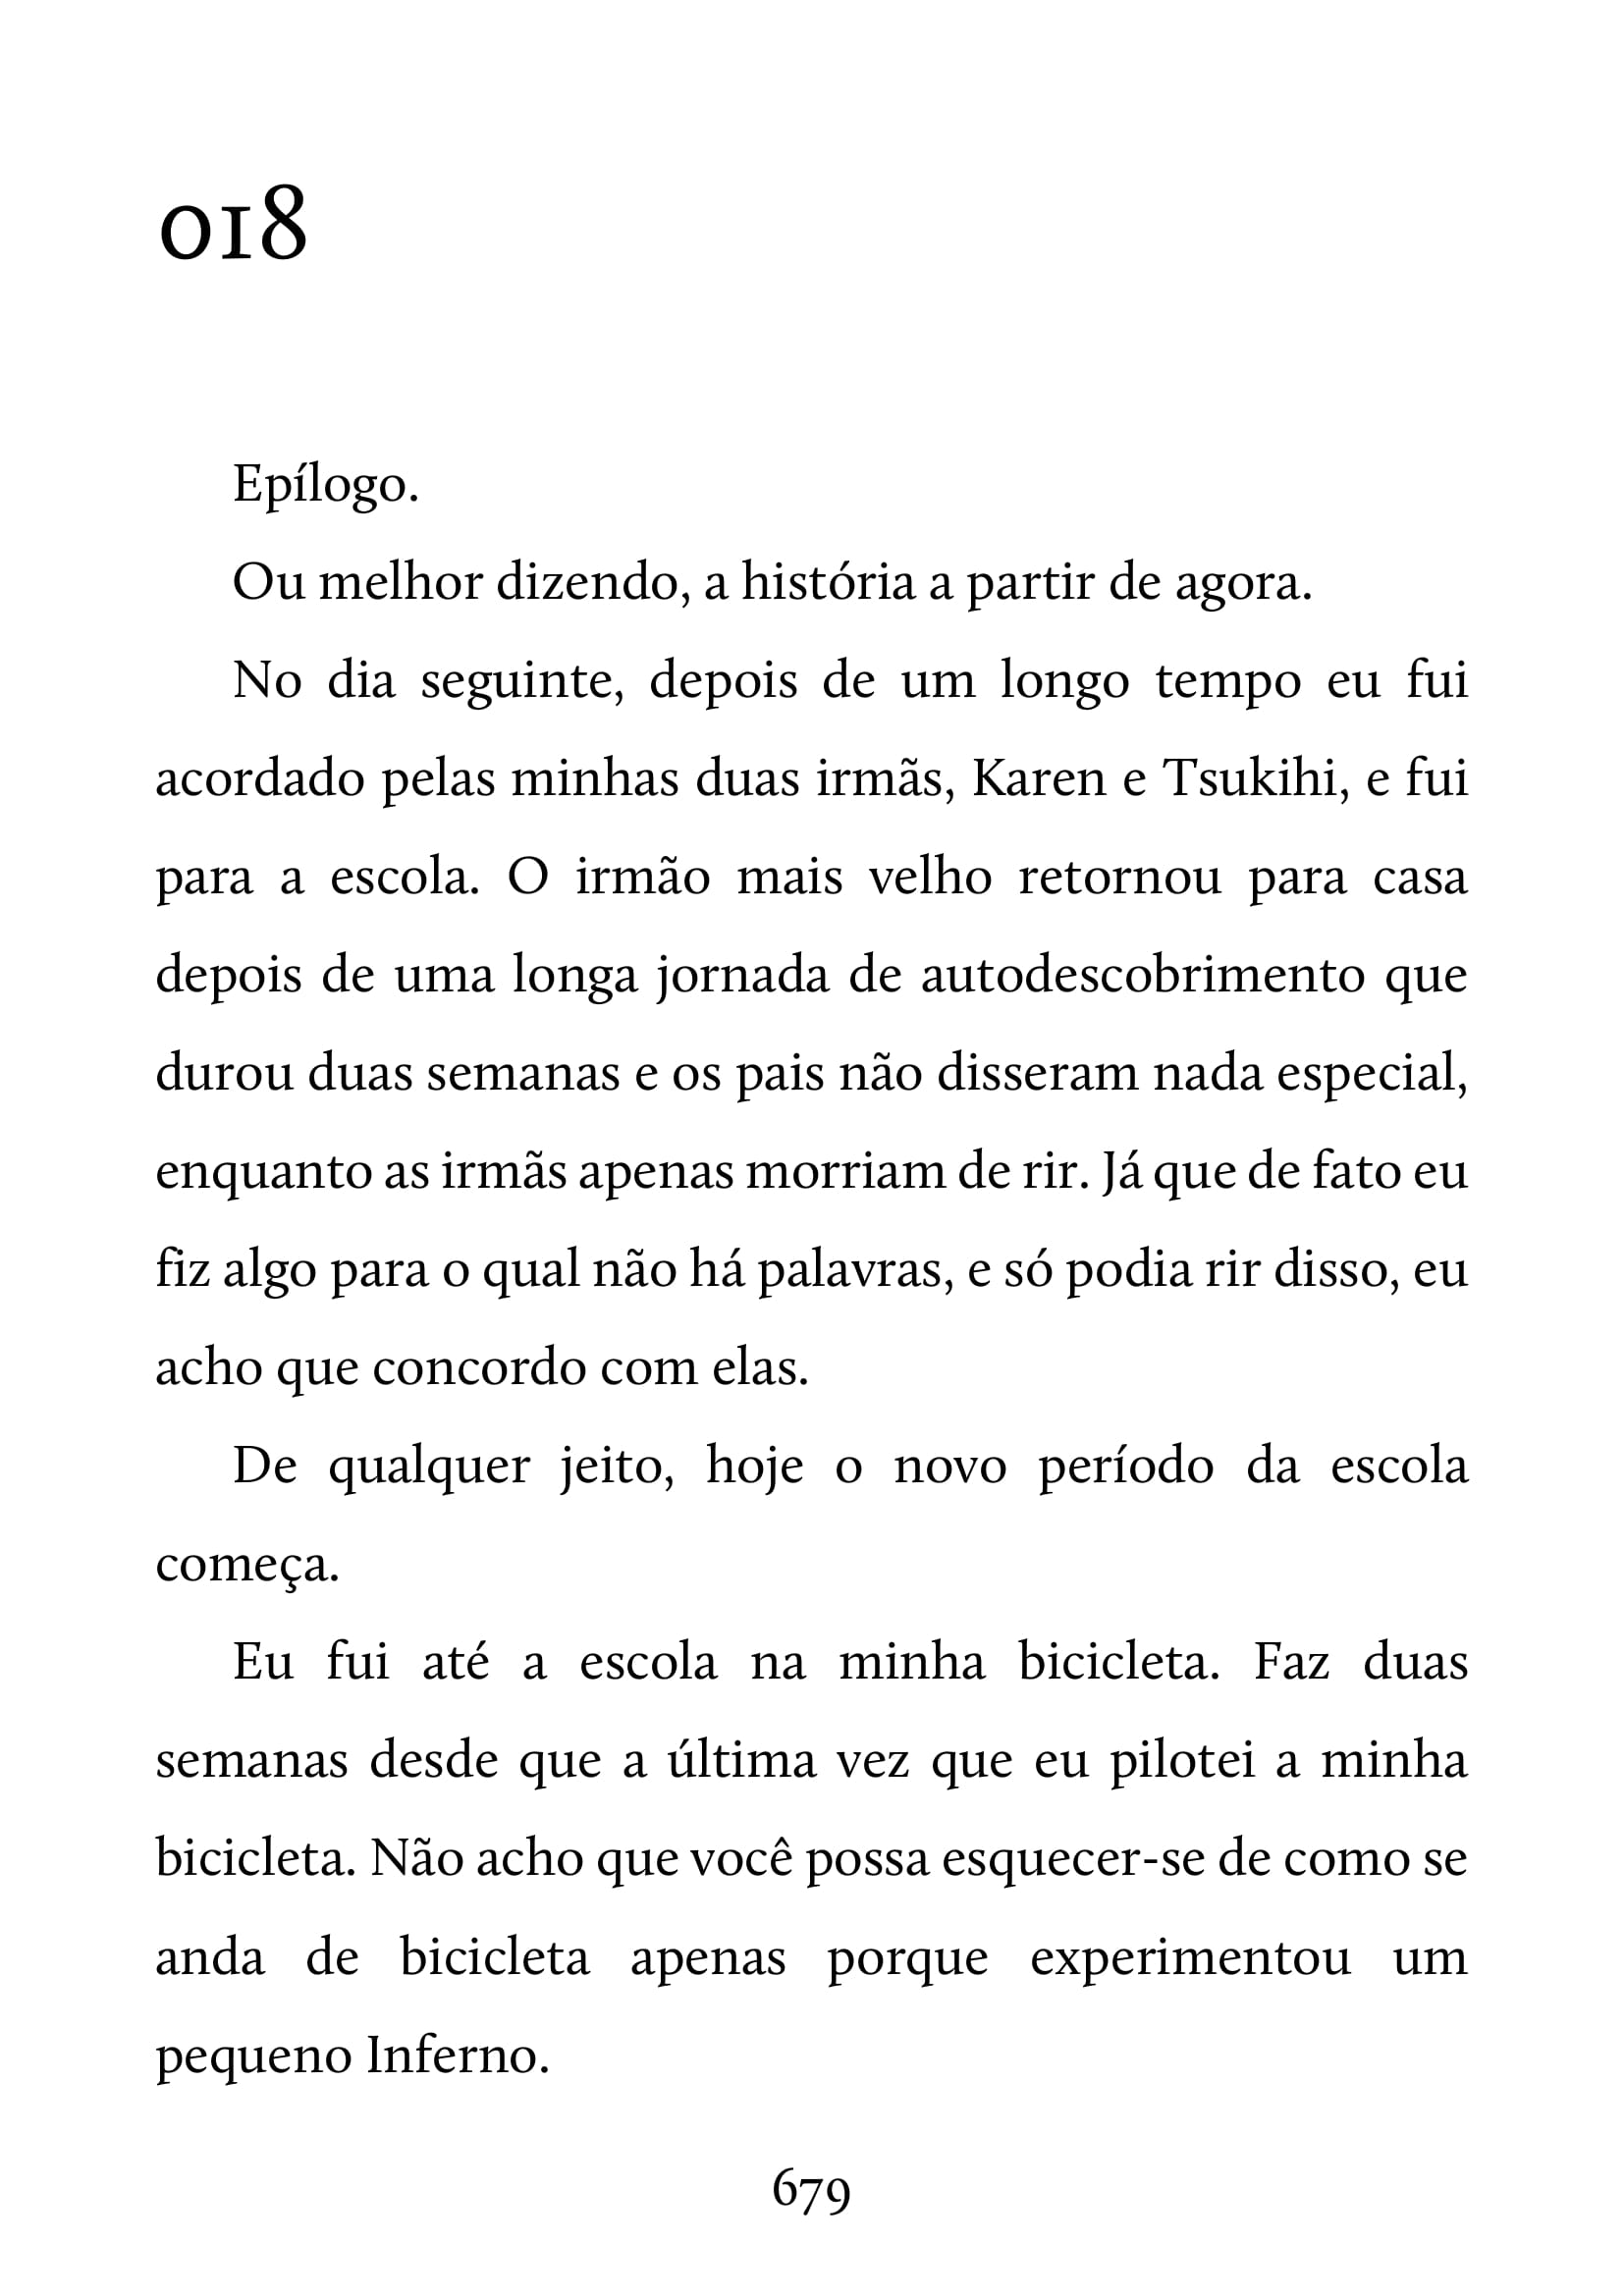 018
Epílogo.
Ou melhor dizendo, a história a partir de agora.
No dia seguinte, depois de um longo tempo eu fui
acordado pelas minhas duas irmãs, Karen e Tsukihi, e fui
para a escola. O irmão mais velho retornou para casa
depois de uma longa jornada de autodescobrimento que
durou duas semanas e os pais não disseram nada especial,
enquanto as irmãs apenas morriam de rir. Já que de fato eu
fiz algo para o qual não há palavras, e só podia rir disso, eu
acho que concordo com elas.
De qualquer jeito, hoje o novo período da escola
começa.
Eu fui até a escola na minha bicicleta. Faz duas
semanas desde que a última vez que eu pilotei a minha
bicicleta. Não acho que você possa esquecer-se de como se
anda de bicicleta apenas porque experimentou um
pequeno Inferno.
679